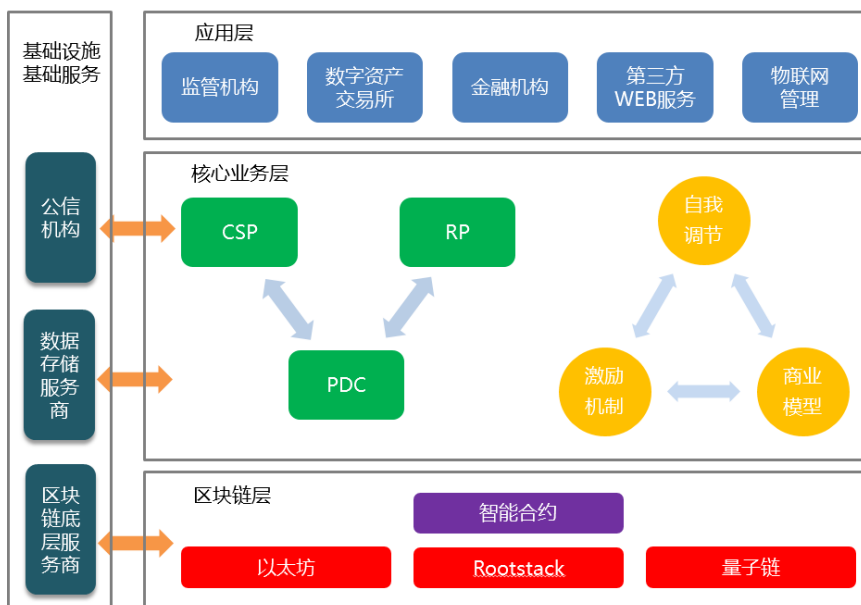 基础设施
基础服务
公信
机构
数据
存储
服务
商
区块
链底
层服
务商
应用层
监管机构
数字资产
交易所
金融机构
第三方
WEB服务
物联网
管理
核心业务层
CSP
RP
PDC
自我
调节
激励
机制
商业
模型
区块链层
智能合约
以太坊
Rootstack
量子链